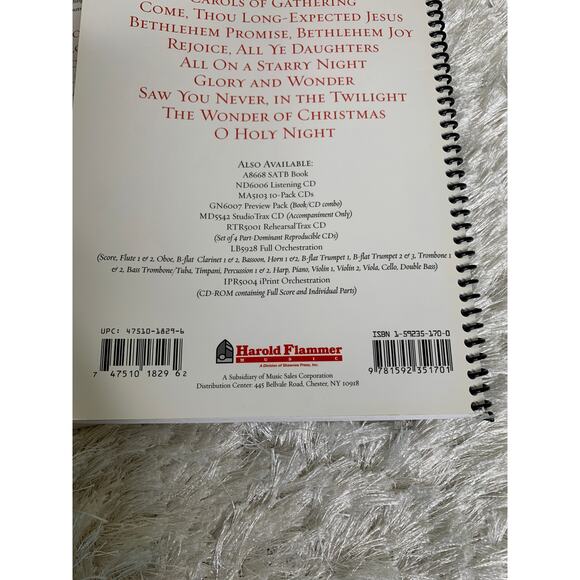 Carols of Gathering
Come, Thou Long-Expected Jesus
Bethlehem Promise, Bethlehem Joy
Rejoice, All Ye Daughters
All On a Starry Night
Glory and Wonder
Saw You Never, in the Twilight
The Wonder of Christmas
O Holy Night
Also Available:
A8668 SATB Book
ND6006 Listening CD
MA5103 10-Pack CDs
GN6007 Preview Pack (Book/CD combo)
MD5542 StudioTrax CD (Accompaniment Only)
RTR5001 RehearsalTrax CD
(Set of 4 Part-Dominant Reproducible CDs)
LB5928 Full Orchestration
(Score, Flute 1 & 2, Oboe, B-flat Clarinet 1 & 2, Bassoon, Horn 1 &2, B-flat Trumpet 1, B-flat Trumpet 2 & 3, Trombone 1
& 2, Bass Trombone/Tuba, Timpani, Percussion 1 & 2, Harp, Piano, Violin 1, Violin 2, Viola, Cello, Double Bass)
IPR5004 iPrint Orchestration
(CD-ROM containing Full Score and Individual Parts)
UPC: 47510-1829-6
7 47510 18296 2
Harold Flammer
MUSIC
A Division of Shawnee Press, Inc.
A Subsidiary of Music Sales Corporation
Distribution Center: 445 Bellvale Road, Chester, NY 10918
ISBN 1-59235-170-0
9 781592 351701